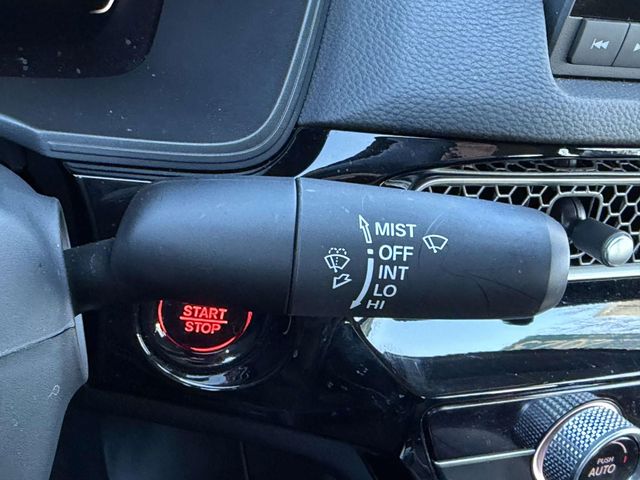 MIST
OFF
INT
LO
HI
START
STOP
PUSH
AUTO